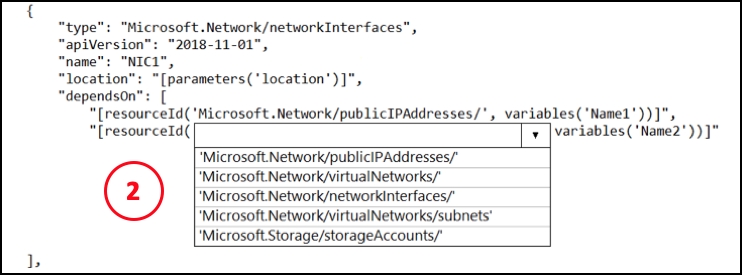 {
"type": "Microsoft.Network/networkInterfaces",
"apiVersion": "2018-11-01",
"name": "NIC1",
"location": "[parameters('location')]",
"dependsOn": [
"[resourceId('Microsoft.Network/publicIPAddresses/', variables('Name1'))]",
"[resourceId( ▼ variables('Name2'))]"
'Microsoft.Network/publicIPAddresses/'
'Microsoft.Network/virtualNetworks/'
'Microsoft.Network/networkInterfaces/'
'Microsoft.Network/virtualNetworks/subnets'
'Microsoft.Storage/storageAccounts/'
2
],